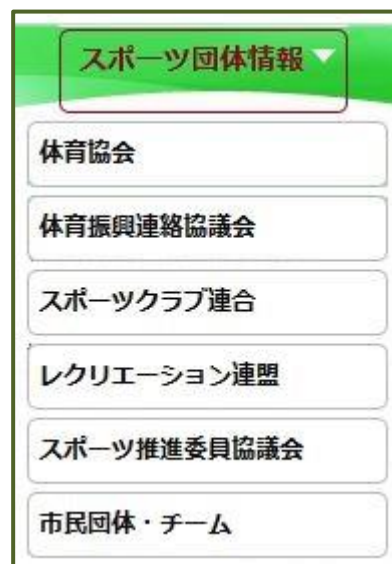 スポーツ団体情報
体育協会
体育振興連絡協議会
スポーツクラブ連合
レクリエーション連盟
スポーツ推進委員協議会
市民団体・チーム